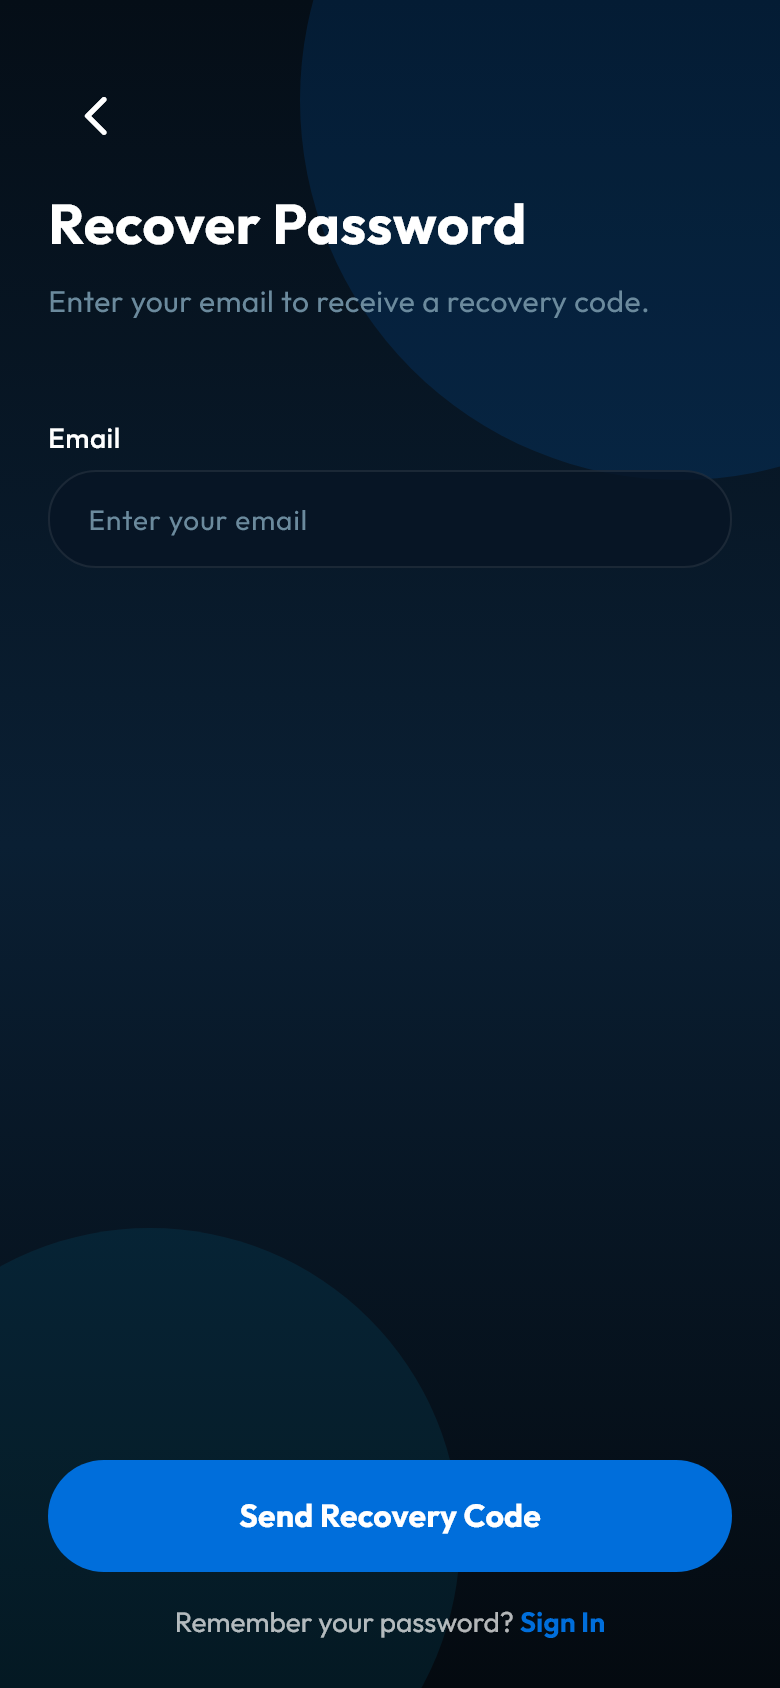 Recover Password
Enter your email to receive a recovery code.
Email
Enter your email
Send Recovery Code
Remember your password? Sign In